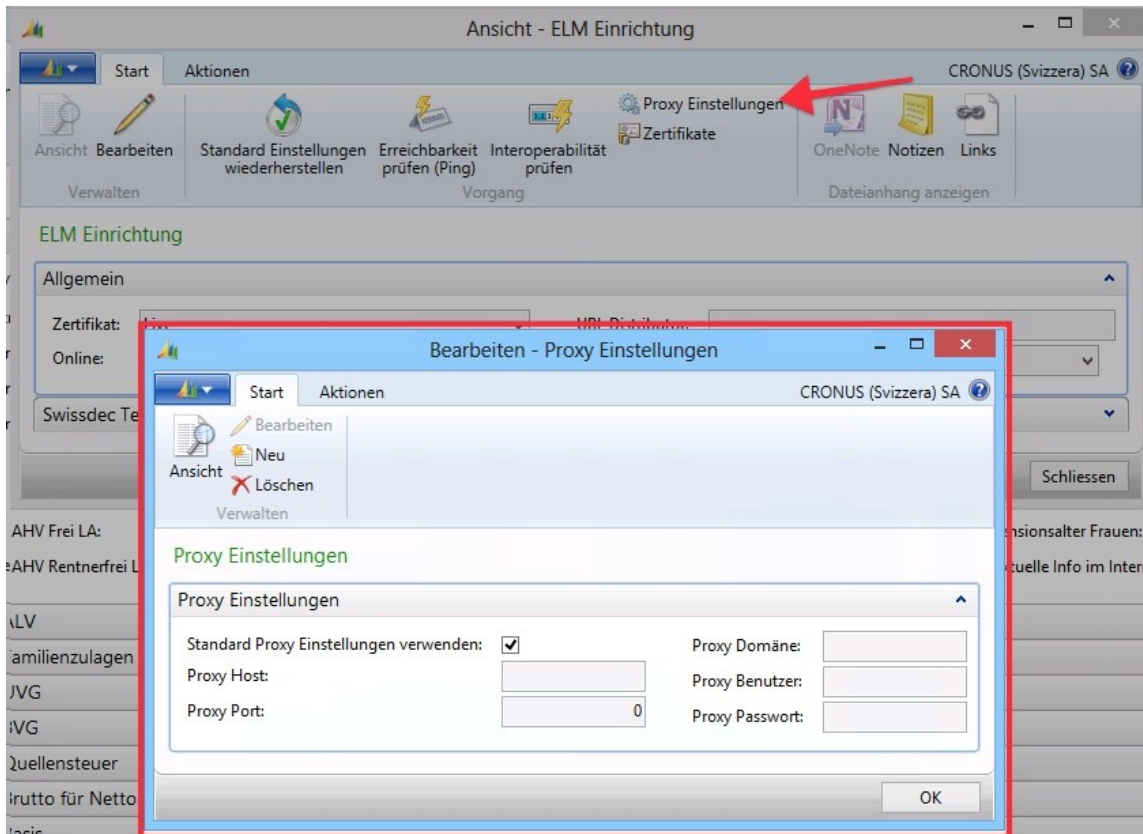 Ansicht - ELM Einrichtung
Start Aktionen CRONUS (Svizzera) SA
Ansicht Bearbeiten
Verwalten
Standard Einstellungen wiederherstellen
Erreichbarkeit prüfen (Ping)
Interoperabilität prüfen
Proxy Einstellungen
Zertifikate
Vorgang
OneNote Notizen Links
Dateianhang anzeigen
ELM Einrichtung
Allgemein
Zertifikat:
Online:
Swissdec Te
Schliessen
Bearbeiten - Proxy Einstellungen
Start Aktionen CRONUS (Svizzera) SA
Ansicht
Bearbeiten
Neu
Löschen
Verwalten
Proxy Einstellungen
Proxy Einstellungen
Standard Proxy Einstellungen verwenden: Proxy Domäne:
Proxy Host: Proxy Benutzer:
Proxy Port: 0 Proxy Passwort:
OK
AHV Frei LA: nsionsalter Frauen:
AHV Rentnerfrei L tuelle Info im Inter
ALV
amilienzulagen
UVG
BVG
Quellensteuer
Brutto für Netto